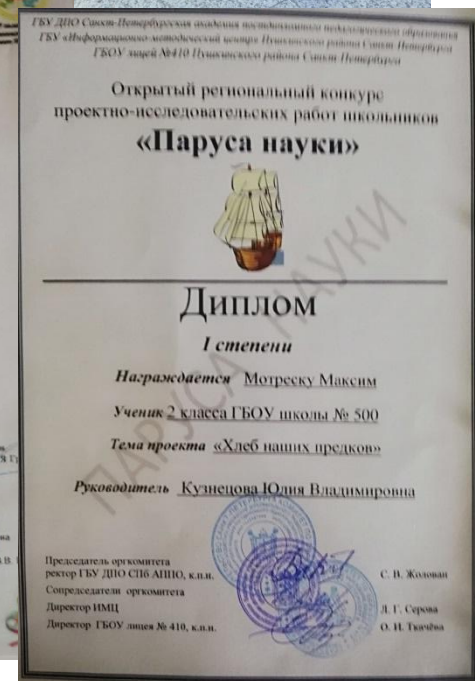 ГБУ ДПО Санкт-Петербургская академия постдипломного педагогического образования
ГБУ «Информационно-методический центр» Пушкинского района Санкт-Петербурга
ГБОУ лицей №410 Пушкинского района Санкт-Петербурга
Открытый региональный конкурс
проектно-исследовательских работ школьников
«Паруса науки»
ПАРУСА НАУКИ
Диплом
I степени
Награждается Мотреску Максим
Ученик 2 класса ГБОУ школы № 500
Тема проекта «Хлеб наших предков»
Руководитель Кузнецова Юлия Владимировна
Председатель оргкомитета
ректор ГБУ ДПО СПб АППО, к.п.н. С. В. Жолован
Сопредседатели оргкомитета
Директор ИМЦ Л. Г. Серова
Директор ГБОУ лицея № 410, к.п.н. О. И. Ткачёва